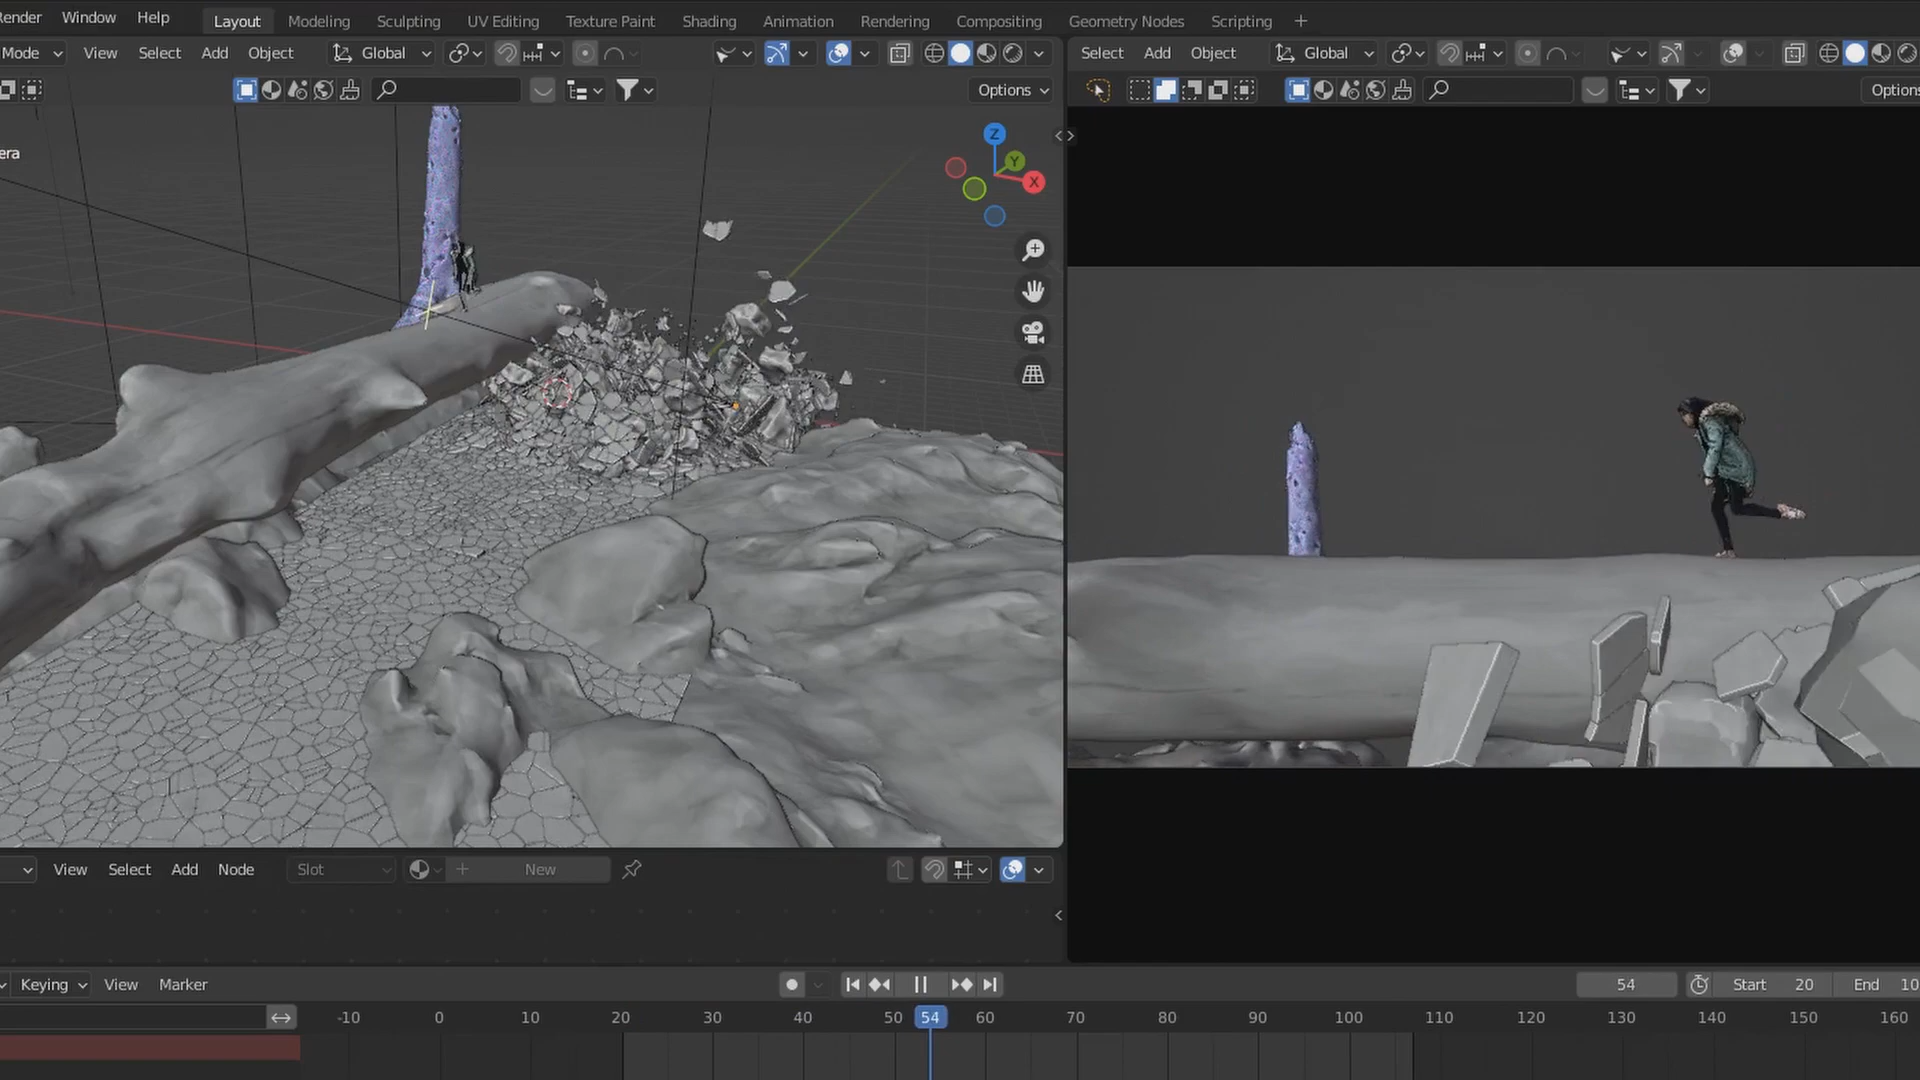 ender Window Help Layout Modeling Sculpting UV Editing Texture Paint Shading Animation Rendering Compositing Geometry Nodes Scripting +
Mode View Select Add Object Global Select Add Object Global
Options Options
era
Z
Y
X
View Select Add Node Slot + New
Keying View Marker 54 Start 20 End 10
-10 0 10 20 30 40 50 54 60 70 80 90 100 110 120 130 140 150 160